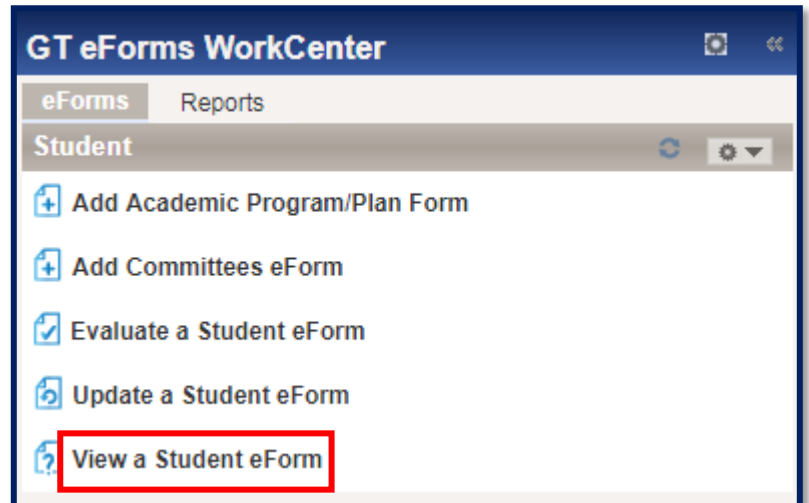 GT eForms WorkCenter
eForms Reports
Student
Add Academic Program/Plan Form
Add Committees eForm
Evaluate a Student eForm
Update a Student eForm
View a Student eForm